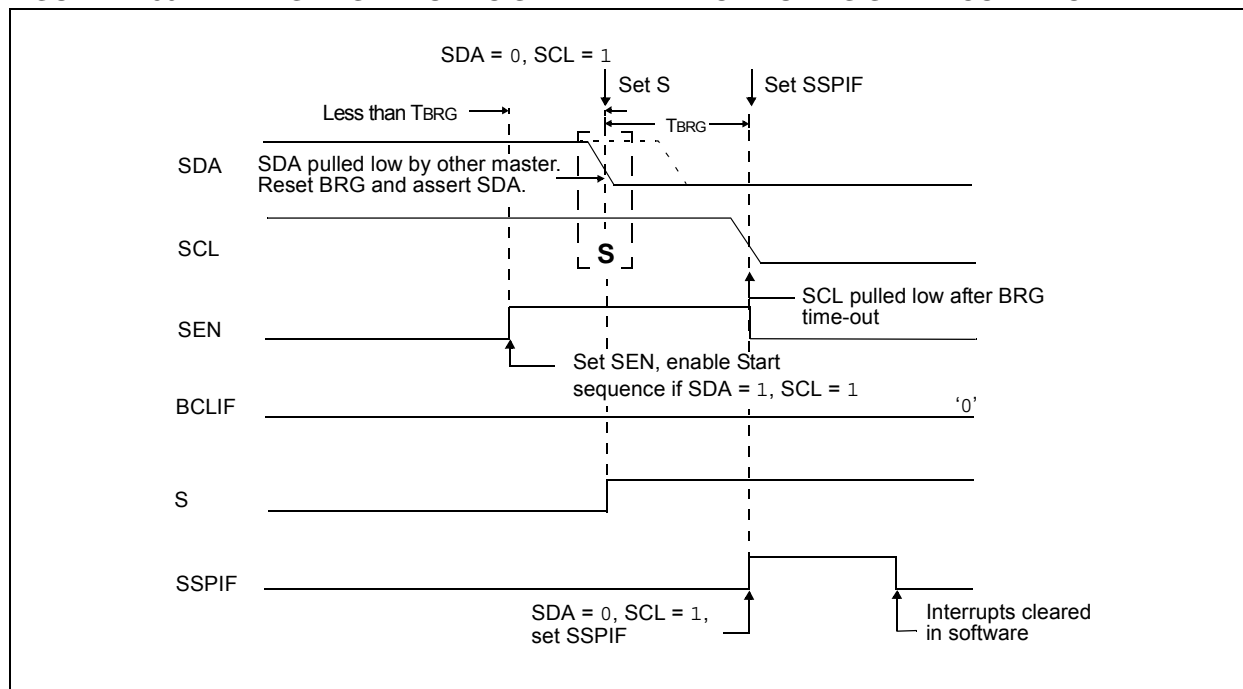 SDA = 0, SCL = 1
Set S
Set SSPIF
Less than TBRG
TBRG
SDA
SDA pulled low by other master.
Reset BRG and assert SDA.
SCL
S
SCL pulled low after BRG
time-out
SEN
Set SEN, enable Start
sequence if SDA = 1, SCL = 1
BCLIF
‘0’
S
SSPIF
SDA = 0, SCL = 1,
set SSPIF
Interrupts cleared
in software